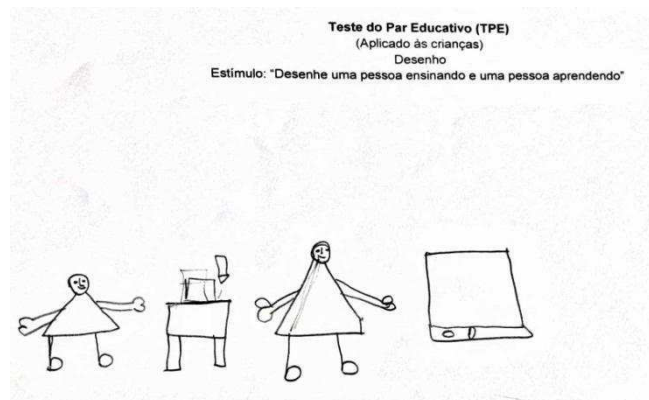 Teste do Par Educativo (TPE)
(Aplicado às crianças)
Desenho
Estímulo: "Desenhe uma pessoa ensinando e uma pessoa aprendendo"